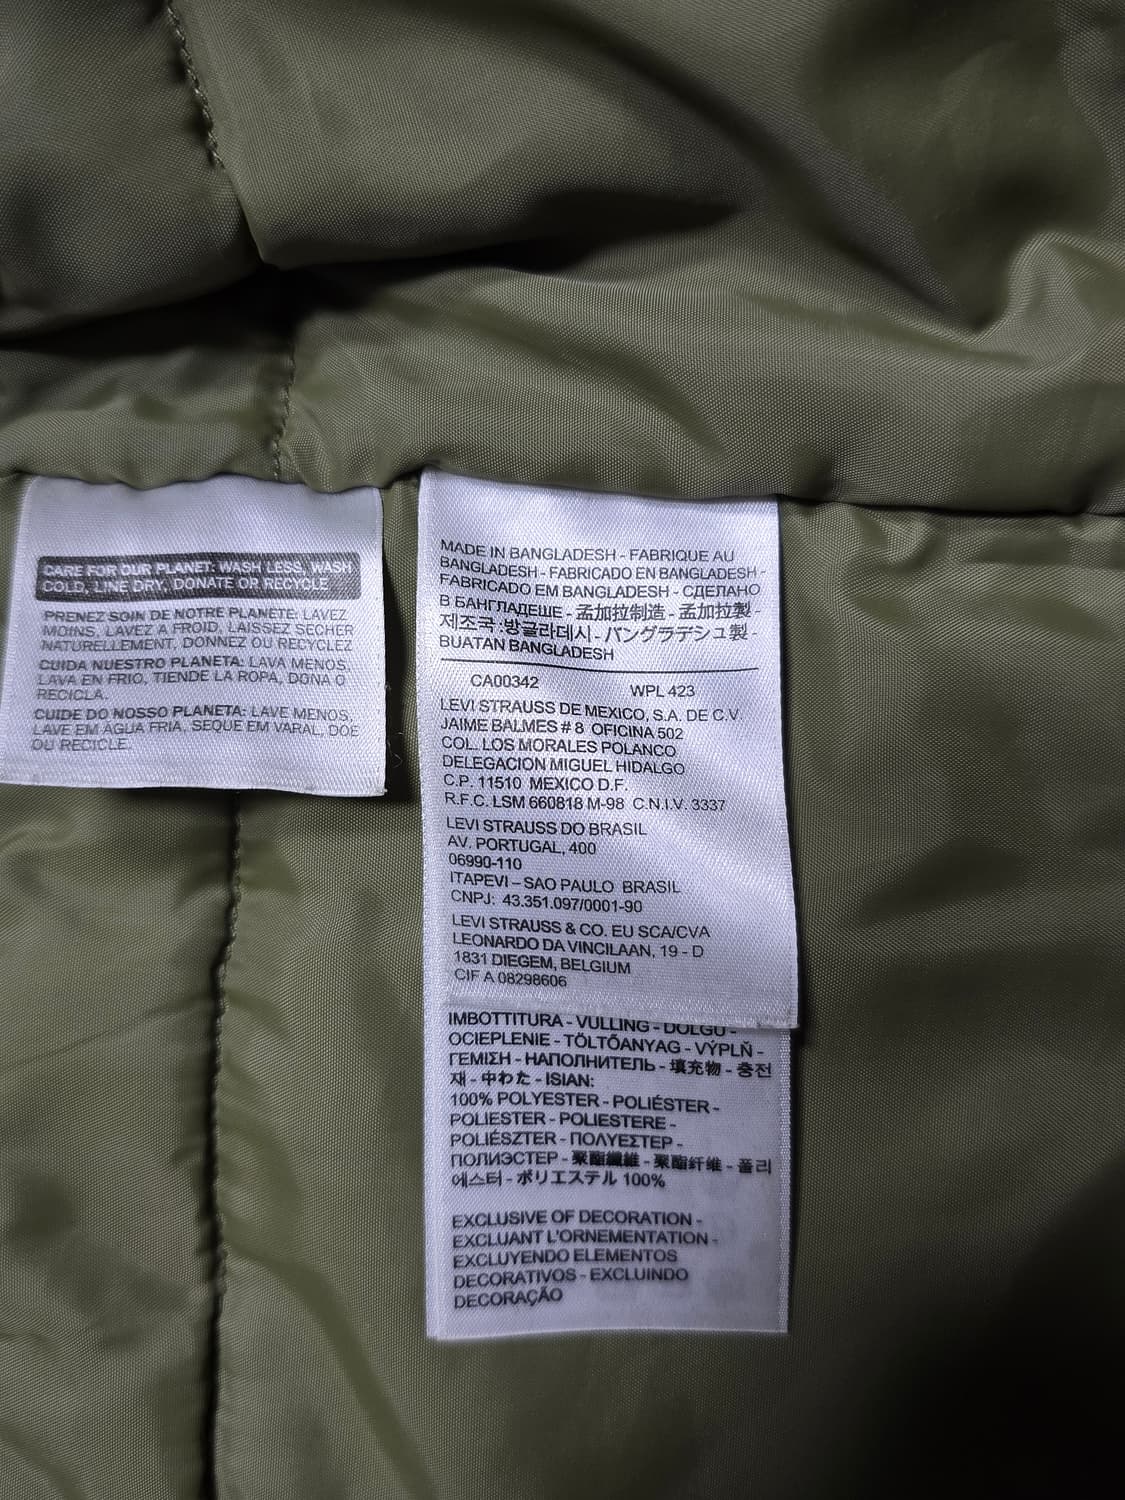 CARE FOR OUR PLANET: WASH LESS, WASH
COLD, LINE DRY, DONATE OR RECYCLE
PRENEZ SOIN DE NOTRE PLANETE: LAVEZ
MOINS, LAVEZ A FROID, LAISSEZ SECHER
NATURELLEMENT, DONNEZ OU RECYCLEZ
CUIDA NUESTRO PLANETA: LAVA MENOS,
LAVA EN FRIO, TIENDE LA ROPA, DONA O
RECICLA.
CUIDE DO NOSSO PLANETA: LAVE MENOS,
LAVE EM ÁGUA FRIA, SEQUE EM VARAL, DOE
OU RECICLE.
MADE IN BANGLADESH - FABRIQUE AU
BANGLADESH - FABRICADO EN BANGLADESH -
FABRICADO EM BANGLADESH - СДЕЛАНО
В БАНГЛАДЕШЕ - 孟加拉制造 - 孟加拉製 -
제조국 :방글라데시 - バングラデシュ製 -
BUATAN BANGLADESH
CA00342 WPL 423
LEVI STRAUSS DE MEXICO, S.A. DE C.V.
JAIME BALMES # 8 OFICINA 502
COL. LOS MORALES POLANCO
DELEGACION MIGUEL HIDALGO
C.P. 11510 MEXICO D.F.
R.F.C. LSM 660818 M-98 C.N.I.V. 3337
LEVI STRAUSS DO BRASIL
AV. PORTUGAL, 400
06990-110
ITAPEVI – SAO PAULO BRASIL
CNPJ: 43.351.097/0001-90
LEVI STRAUSS & CO. EU SCA/CVA
LEONARDO DA VINCILAAN, 19 - D
1831 DIEGEM, BELGIUM
CIF A 08298606
IMBOTTITURA - VULLING - DOLGU -
OCIEPLENIE - TÖLTŐANYAG - VÝPLŇ -
ΓΕΜΙΣΗ - НАПОЛНИТЕЛЬ - 填充物 - 충전
재 - 中わた - ISIAN:
100% POLYESTER - POLIÉSTER -
POLIESTER - POLIESTERE -
POLIÉSZTER - ΠΟΛΥΕΣΤΕΡ -
ПОЛИЭСТЕР - 聚酯纖維 - 聚酯纤维 - 폴리
에스터 - ポリエステル 100%
EXCLUSIVE OF DECORATION -
EXCLUANT L'ORNEMENTATION -
EXCLUYENDO ELEMENTOS
DECORATIVOS - EXCLUINDO
DECORAÇÃO